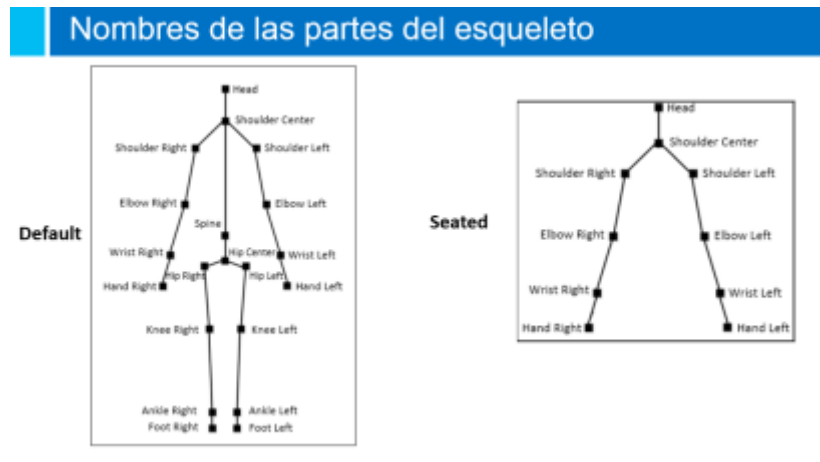 Nombres de las partes del esqueleto
Head
Shoulder Center
Shoulder Right Shoulder Left
Elbow Right Elbow Left
Spine
Default
Wrist Right Hip Center Wrist Left
Hip Right Hip Left
Hand Right Hand Left
Knee Right Knee Left
Ankle Right Ankle Left
Foot Right Foot Left
Head
Shoulder Center
Shoulder Right Shoulder Left
Seated
Elbow Right Elbow Left
Wrist Right Wrist Left
Hand Right Hand Left